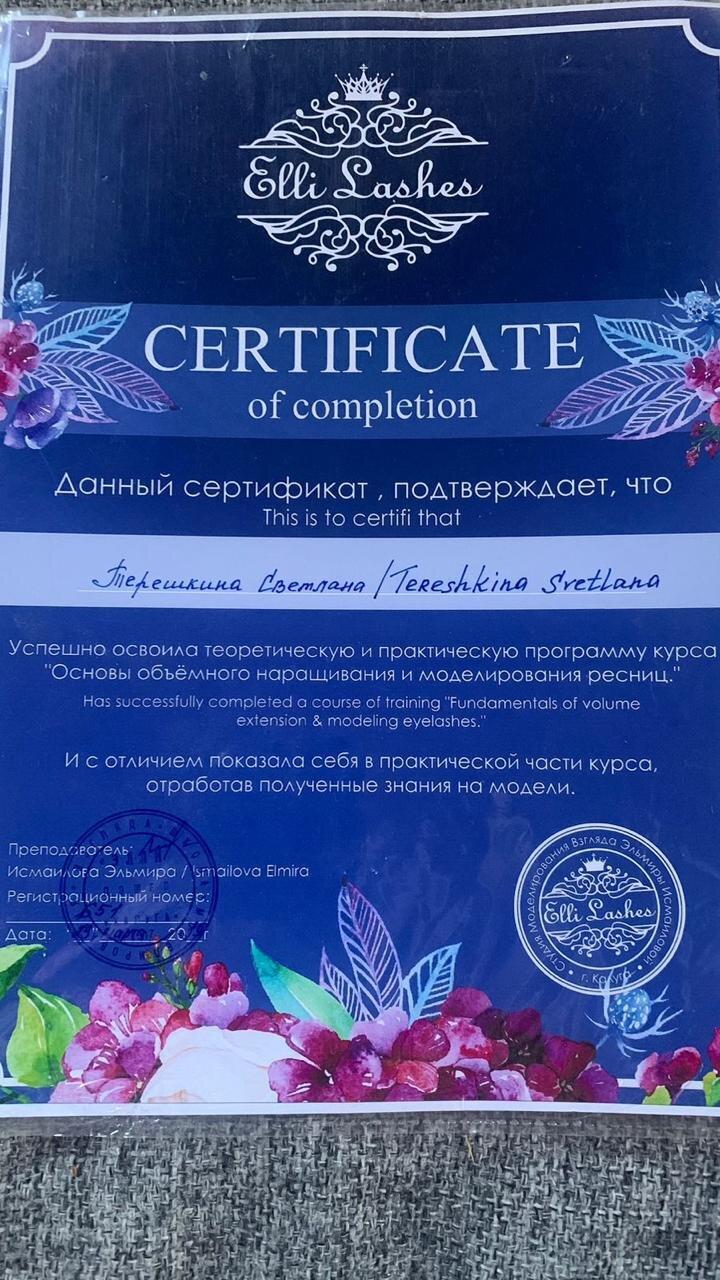 Elli Lashes
CERTIFICATE
of completion
Данный сертификат , подтверждает, что
This is to certifi that
Терешкина Светлана / Tereshkina Svetlana
Успешно освоила теоретическую и практическую программу курса
"Основы объёмного наращивания и моделирования ресниц."
Has successfully completed a course of training "Fundamentals of volume
extension & modeling eyelashes."
И с отличием показала себя в практической части курса,
отработав полученные знания на модели.
Преподаватель:
Исмаилова Эльмира / Ismailova Elmira
Регистрационный номер:
Дата:
Студия Моделирования Взгляда Эльмиры Исмаиловой
Elli Lashes
г. Калуга